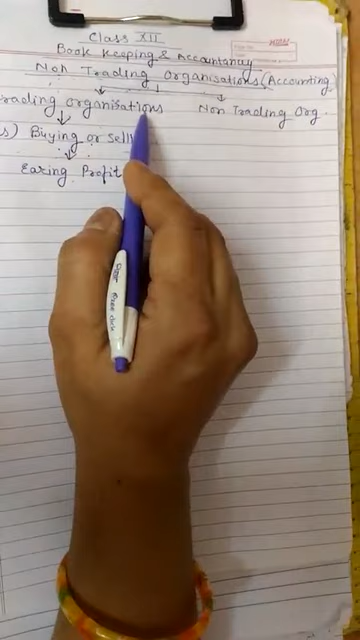 Class XII
Book Keeping & Accountancy
Non Trading Organisations (Accounting)
rading organisations Non Trading Org.
s) Buying or Sell
Earing Profit